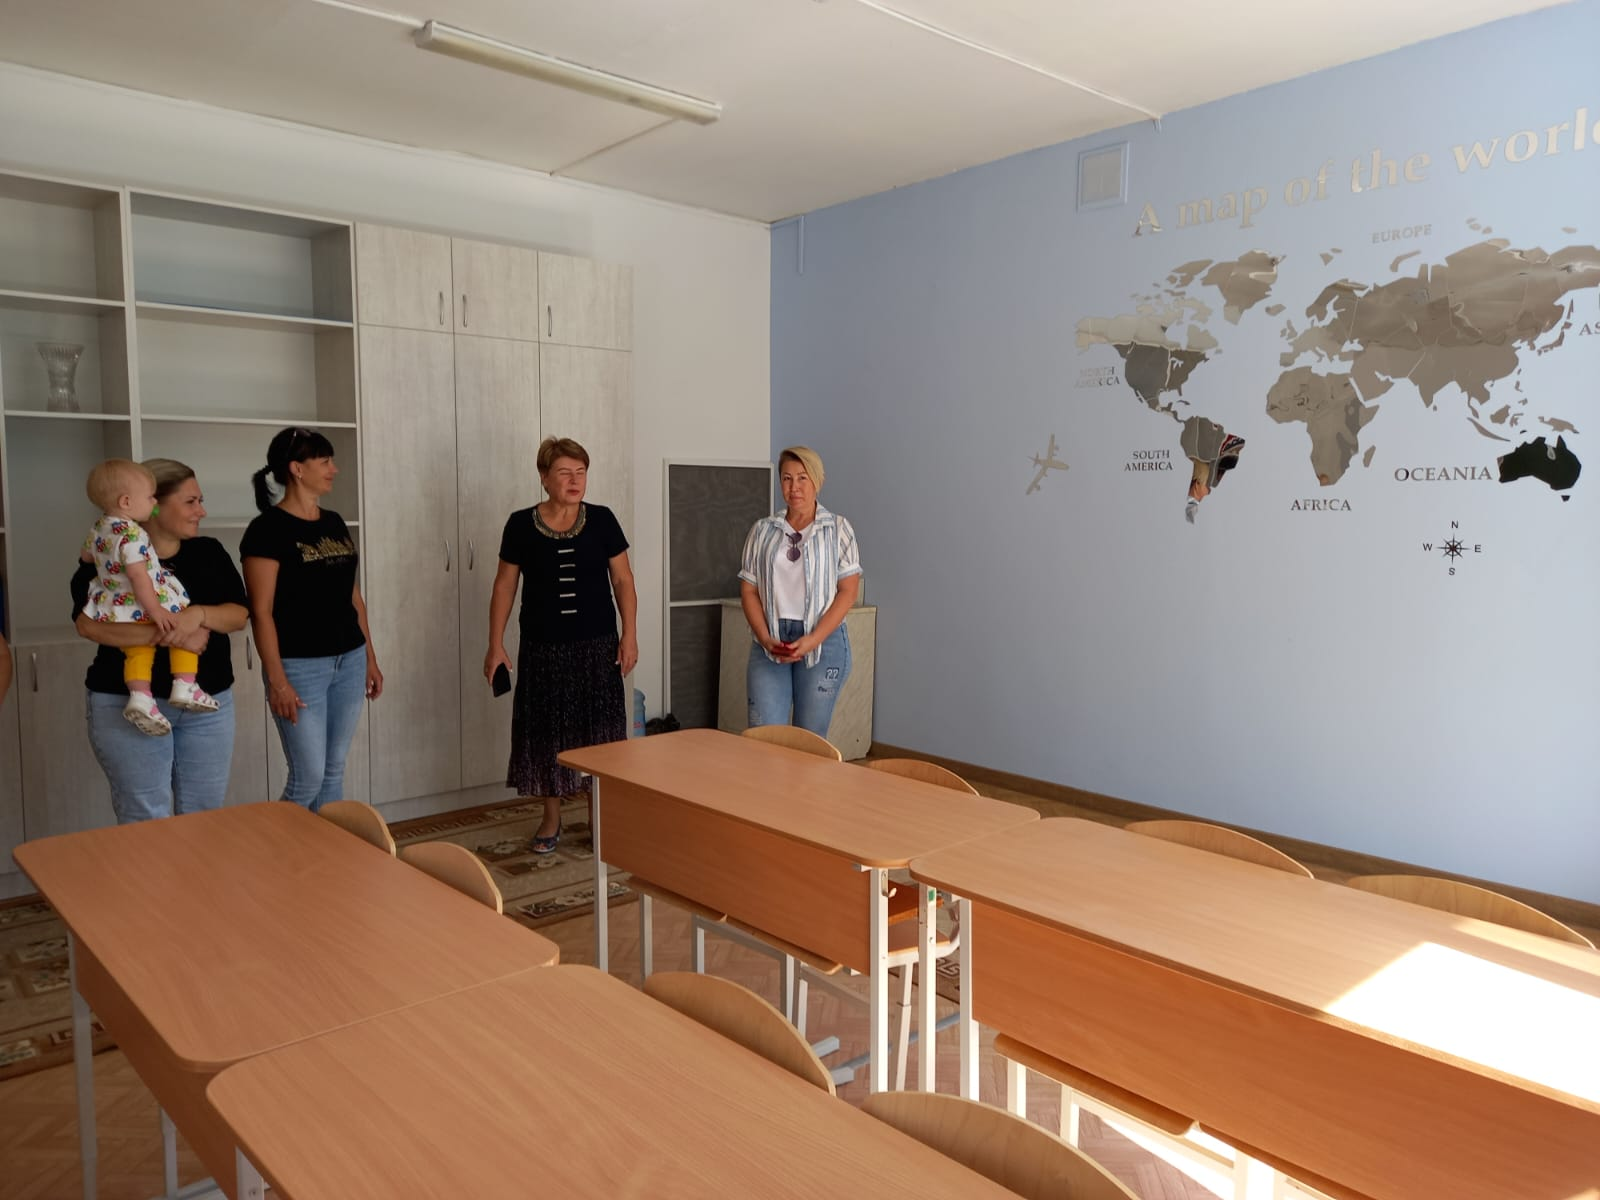 A map of the world
EUROPE
NORTH
AMERICA
SOUTH
AMERICA
AFRICA
OCEANIA
N
W
E
S